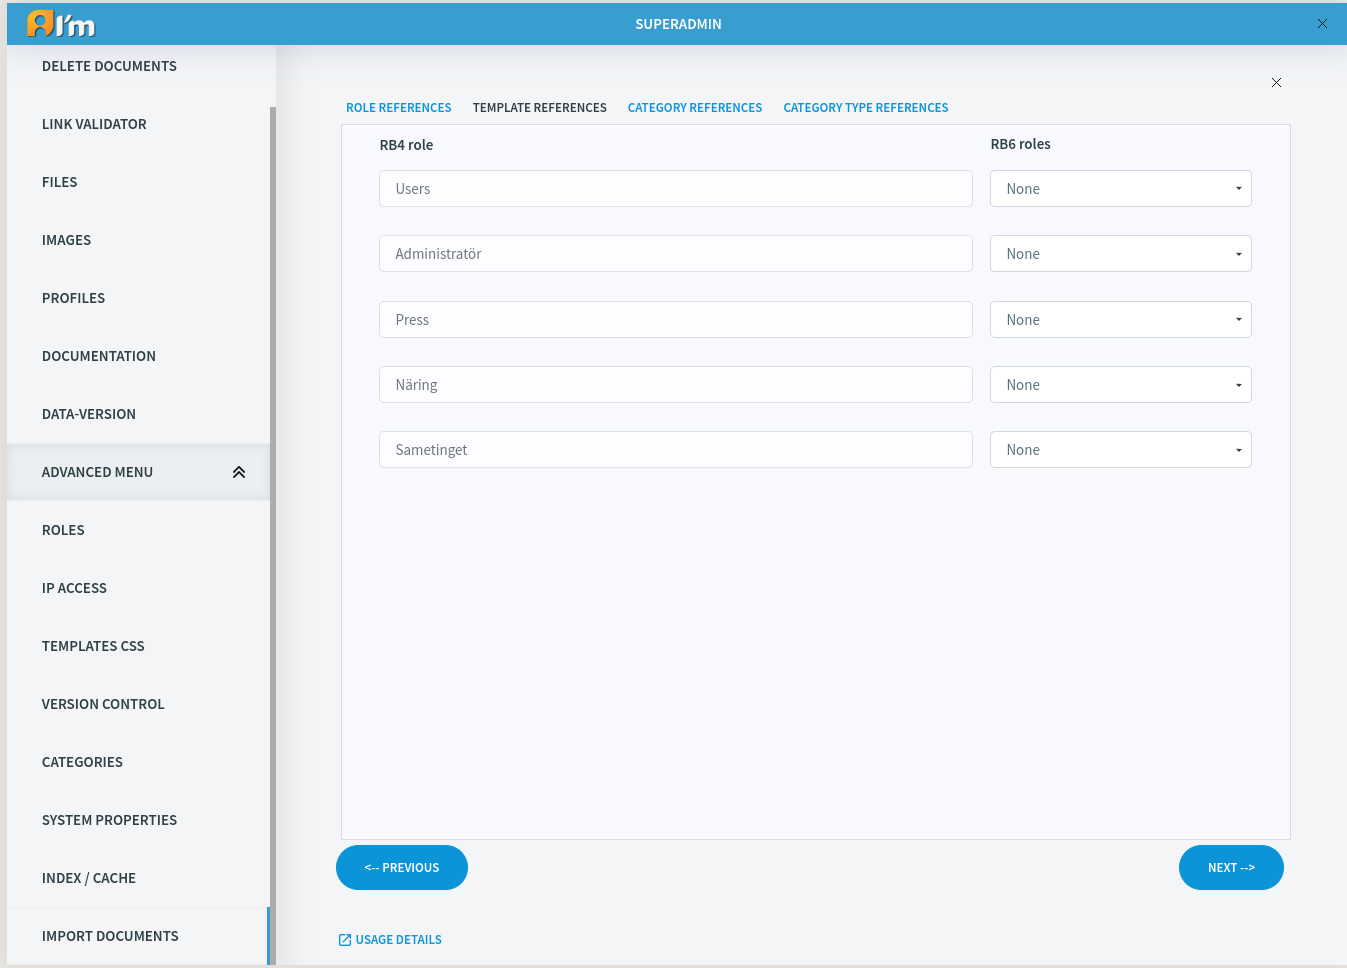 I'm
SUPERADMIN
DELETE DOCUMENTS
LINK VALIDATOR
FILES
IMAGES
PROFILES
DOCUMENTATION
DATA-VERSION
ADVANCED MENU
ROLES
IP ACCESS
TEMPLATES CSS
VERSION CONTROL
CATEGORIES
SYSTEM PROPERTIES
INDEX / CACHE
IMPORT DOCUMENTS
ROLE REFERENCES TEMPLATE REFERENCES CATEGORY REFERENCES CATEGORY TYPE REFERENCES
RB4 role RB6 roles
Users None
Administratör None
Press None
Näring None
Sametinget None
<-- PREVIOUS NEXT -->
USAGE DETAILS